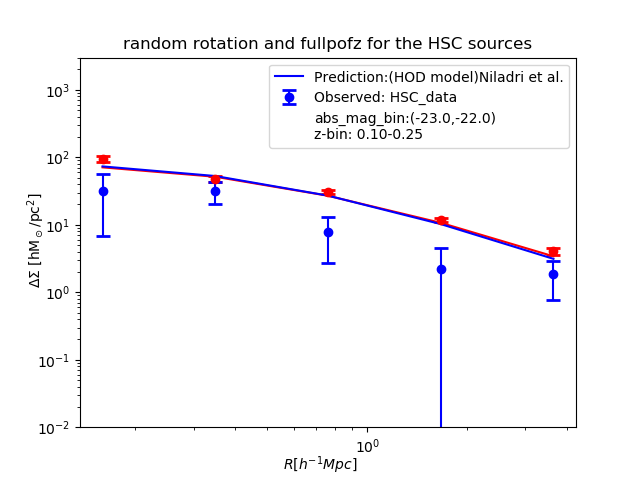 random rotation and fullpofz for the HSC sources
Prediction:(HOD model)Niladri et al.
Observed: HSC_data
abs_mag_bin:(-23.0,-22.0)
z-bin: 0.10-0.25
ΔΣ [hM⊙/pc²]
10³
10²
10¹
10⁰
10⁻¹
10⁻²
10⁰
R[h⁻¹Mpc]